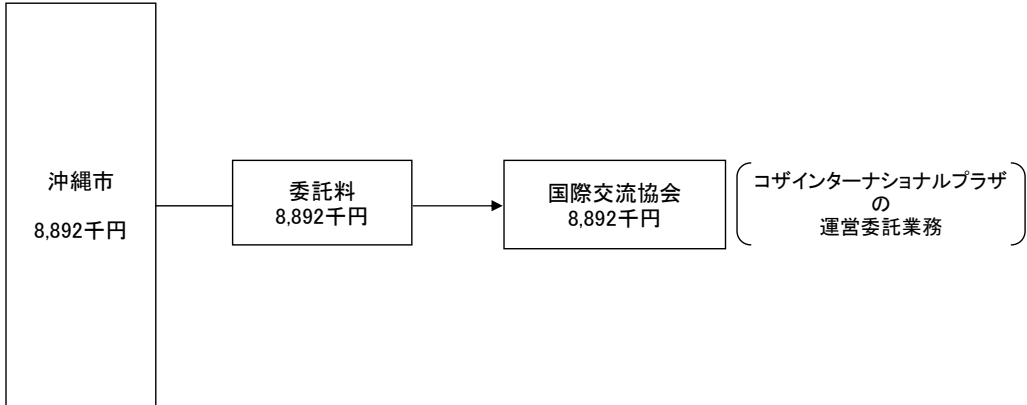 沖縄市
8,892千円
委託料
8,892千円
国際交流協会
8,892千円
コザインターナショナルプラザ
の
運営委託業務